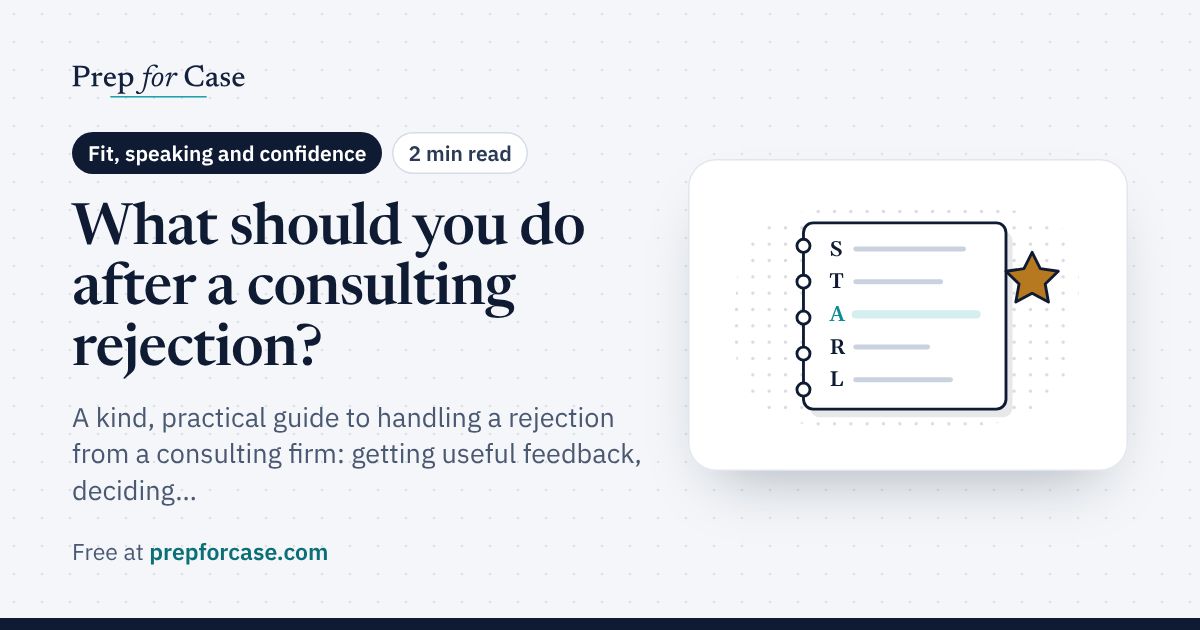 Prep for Case
Fit, speaking and confidence
2 min read
What should you do
after a consulting
rejection?
A kind, practical guide to handling a rejection
from a consulting firm: getting useful feedback,
deciding...
Free at prepforcase.com
S
T
A
R
L